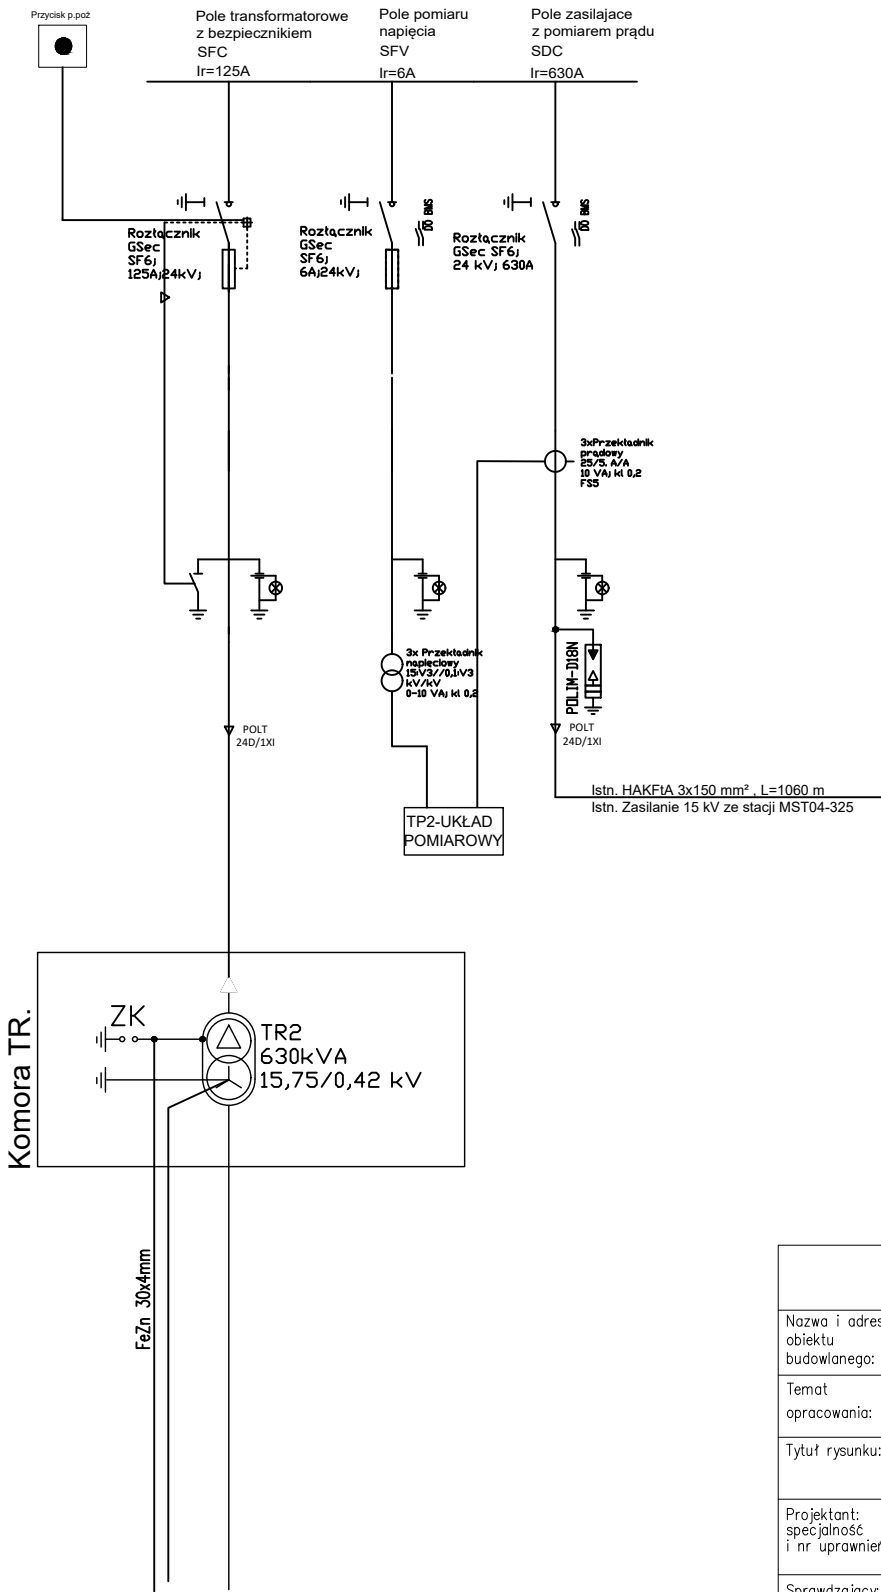 Przycisk p.poż
Pole transformatorowe
z bezpiecznikiem
SFC
Ir=125A
Pole pomiaru
napięcia
SFV
Ir=6A
Pole zasilajace
z pomiarem prądu
SDC
Ir=630A
Rozłącznik
GSec
SF6;
125A;24kV;
Rozłącznik
GSec
SF6;
6A;24kV;
DO BMS
Rozłącznik
GSec SF6;
24 kV; 630A
DO BMS
3xPrzekładnik
prądowy
25/5. A/A
10 VA; kl 0,2
FS5
3x Przekładnik
napięciowy
15:√3//0,1:√3
kV/kV
0-10 VA; kl 0,2
POLIM-D18N
POLT
24D/1XI
POLT
24D/1XI
TP2-UKŁAD
POMIAROWY
Istn. HAKFtA 3x150 mm² , L=1060 m
Istn. Zasilanie 15 kV ze stacji MST04-325
Komora TR.
ZK
TR2
630kVA
15,75/0,42 kV
FeZn 30x4mm
Nazwa i adres
obiektu
budowlanego:
Temat
opracowania:
Tytuł rysunku:
Projektant:
specjalność
i nr uprawnień
Sprawdzający: